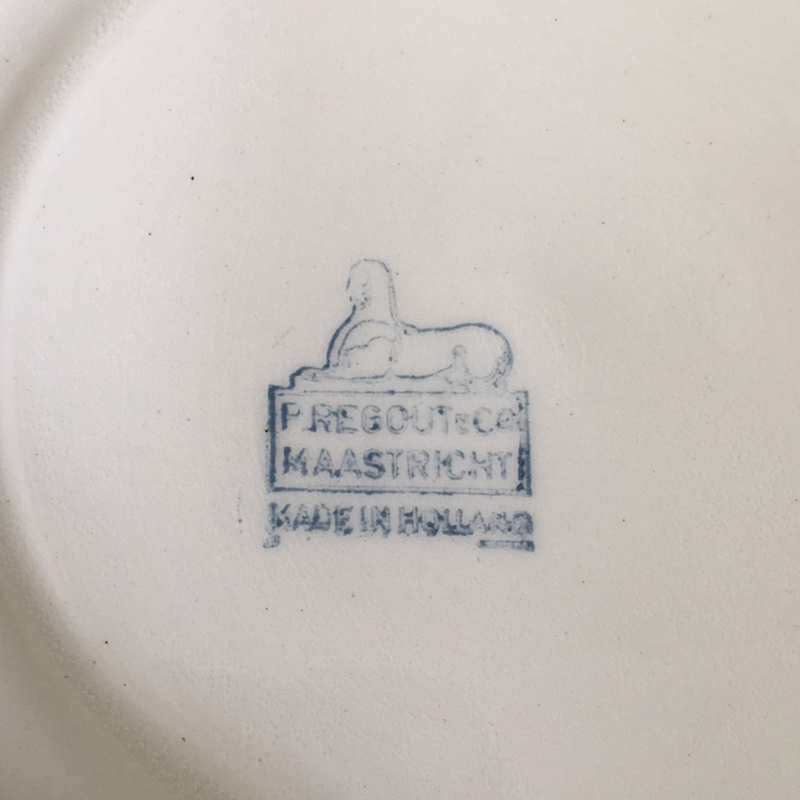 P. REGOUT & Co.
MAASTRICHT
MADE IN HOLLAND